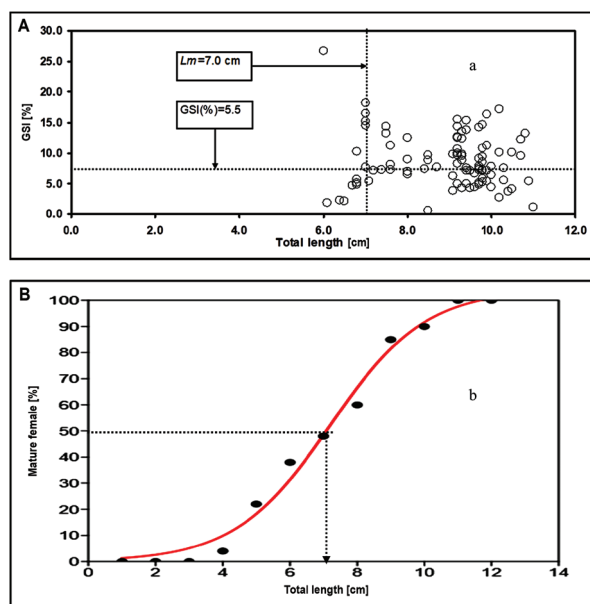 A
30.0
25.0
20.0
15.0
10.0
5.0
0.0
GSI [%]
Lm=7.0 cm
GSI(%)=5.5
a
0.0 2.0 4.0 6.0 8.0 10.0 12.0
Total length [cm]
B
100
90
80
70
60
50
40
30
20
10
0
Mature female [%]
b
0 2 4 6 8 10 12 14
Total length [cm]